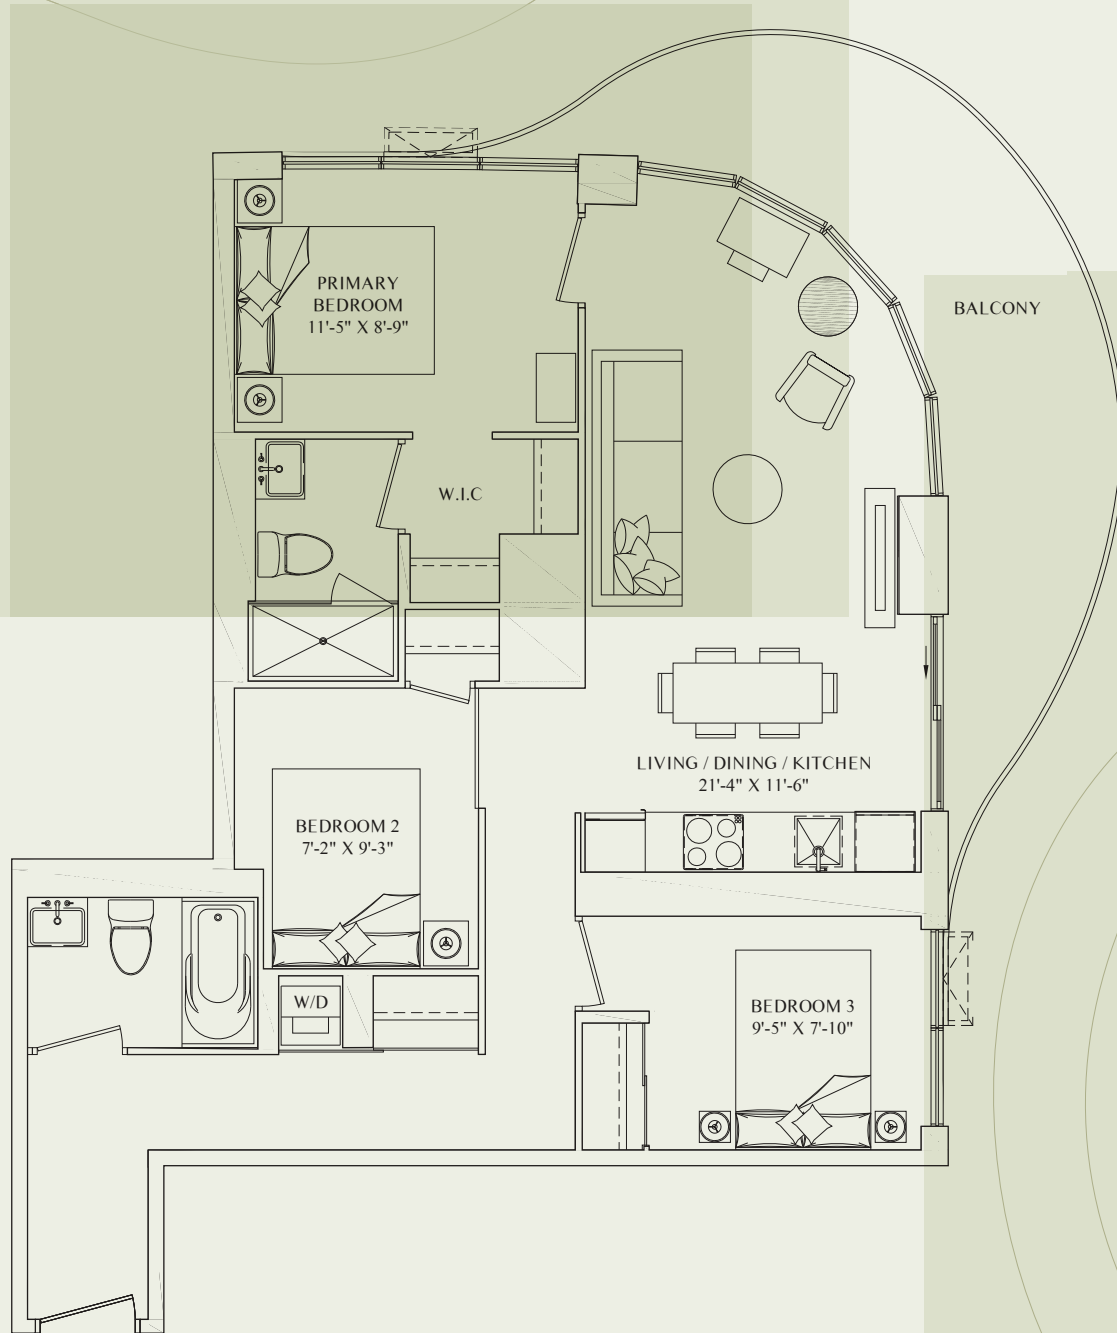 PRIMARY
BEDROOM
11'-5" X 8'-9"
BALCONY
W.I.C
LIVING / DINING / KITCHEN
21'-4" X 11'-6"
BEDROOM 2
7'-2" X 9'-3"
W/D
BEDROOM 3
9'-5" X 7'-10"